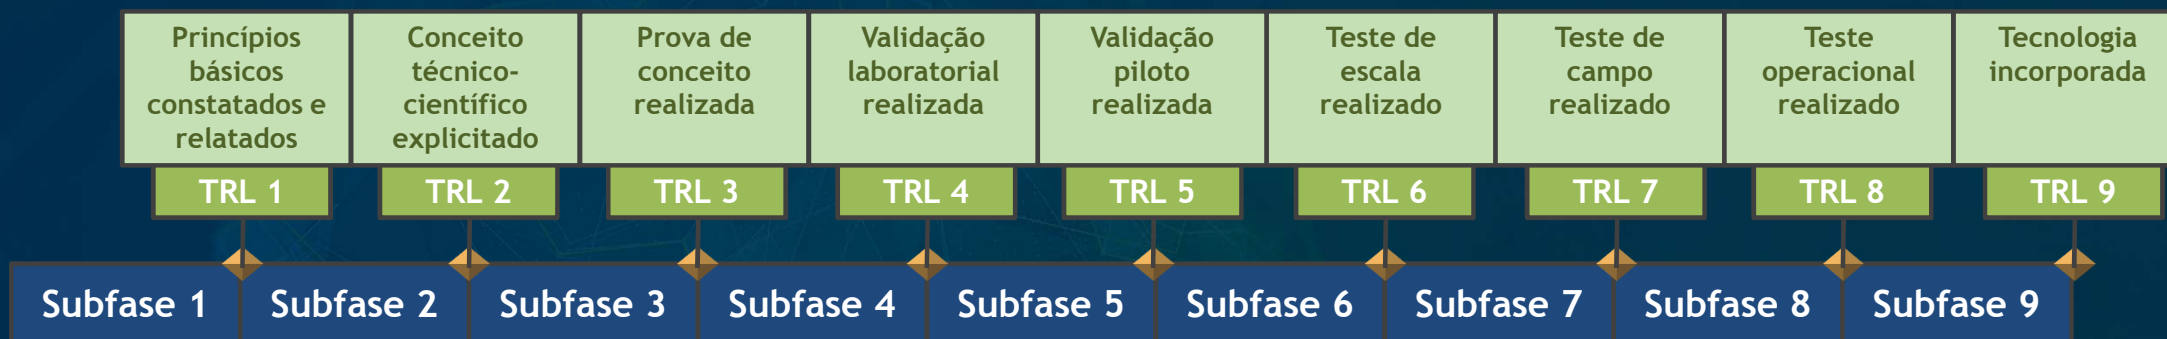 Princípios
básicos
constatados e
relatados
Conceito
técnico-
científico
explicitado
Prova de
conceito
realizada
Validação
laboratorial
realizada
Validação
piloto
realizada
Teste de
escala
realizado
Teste de
campo
realizado
Teste
operacional
realizado
Tecnologia
incorporada
TRL 1
TRL 2
TRL 3
TRL 4
TRL 5
TRL 6
TRL 7
TRL 8
TRL 9
Subfase 1
Subfase 2
Subfase 3
Subfase 4
Subfase 5
Subfase 6
Subfase 7
Subfase 8
Subfase 9